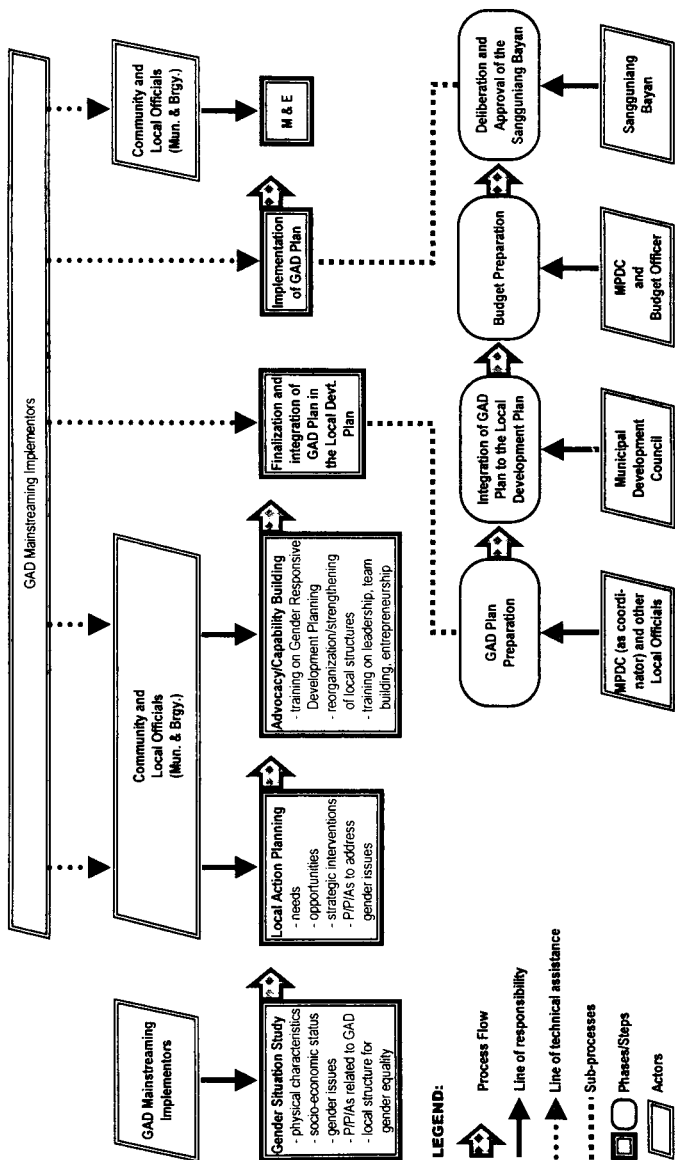 GAD Mainstreaming Implementors
GAD Mainstreaming
Implementors
Community and
Local Officials
(Mun. & Brgy.)
Community and
Local Officials
(Mun. & Brgy.)
Gender Situation Study
- physical characteristics
- socio-economic status
- gender issues
- P/P/As related to GAD
- local structure for
gender equality
Local Action Planning
- needs
- opportunities
- strategic interventions
- P/P/As to address
gender issues
Advocacy/Capability Building
- training on Gender Responsive
Development Planning
- reorganization/strengthening
of local structures
- training on leadership, team
building, entrepreneurship
Finalization and
integration of
GAD Plan in
the Local Devt.
Plan
Implementation
of GAD Plan
M & E
GAD Plan
Preparation
Integration of GAD
Plan to the Local
Development Plan
Budget Preparation
Deliberation and
Approval of the
Sangguniang Bayan
MPDC (as coordi-
nator) and other
Local Officials
Municipal
Development
Council
MPDC
and
Budget Officer
Sangguniang
Bayan
LEGEND:
Process Flow
Line of responsibility
Line of technical assistance
Sub-processes
Phases/Steps
Actors